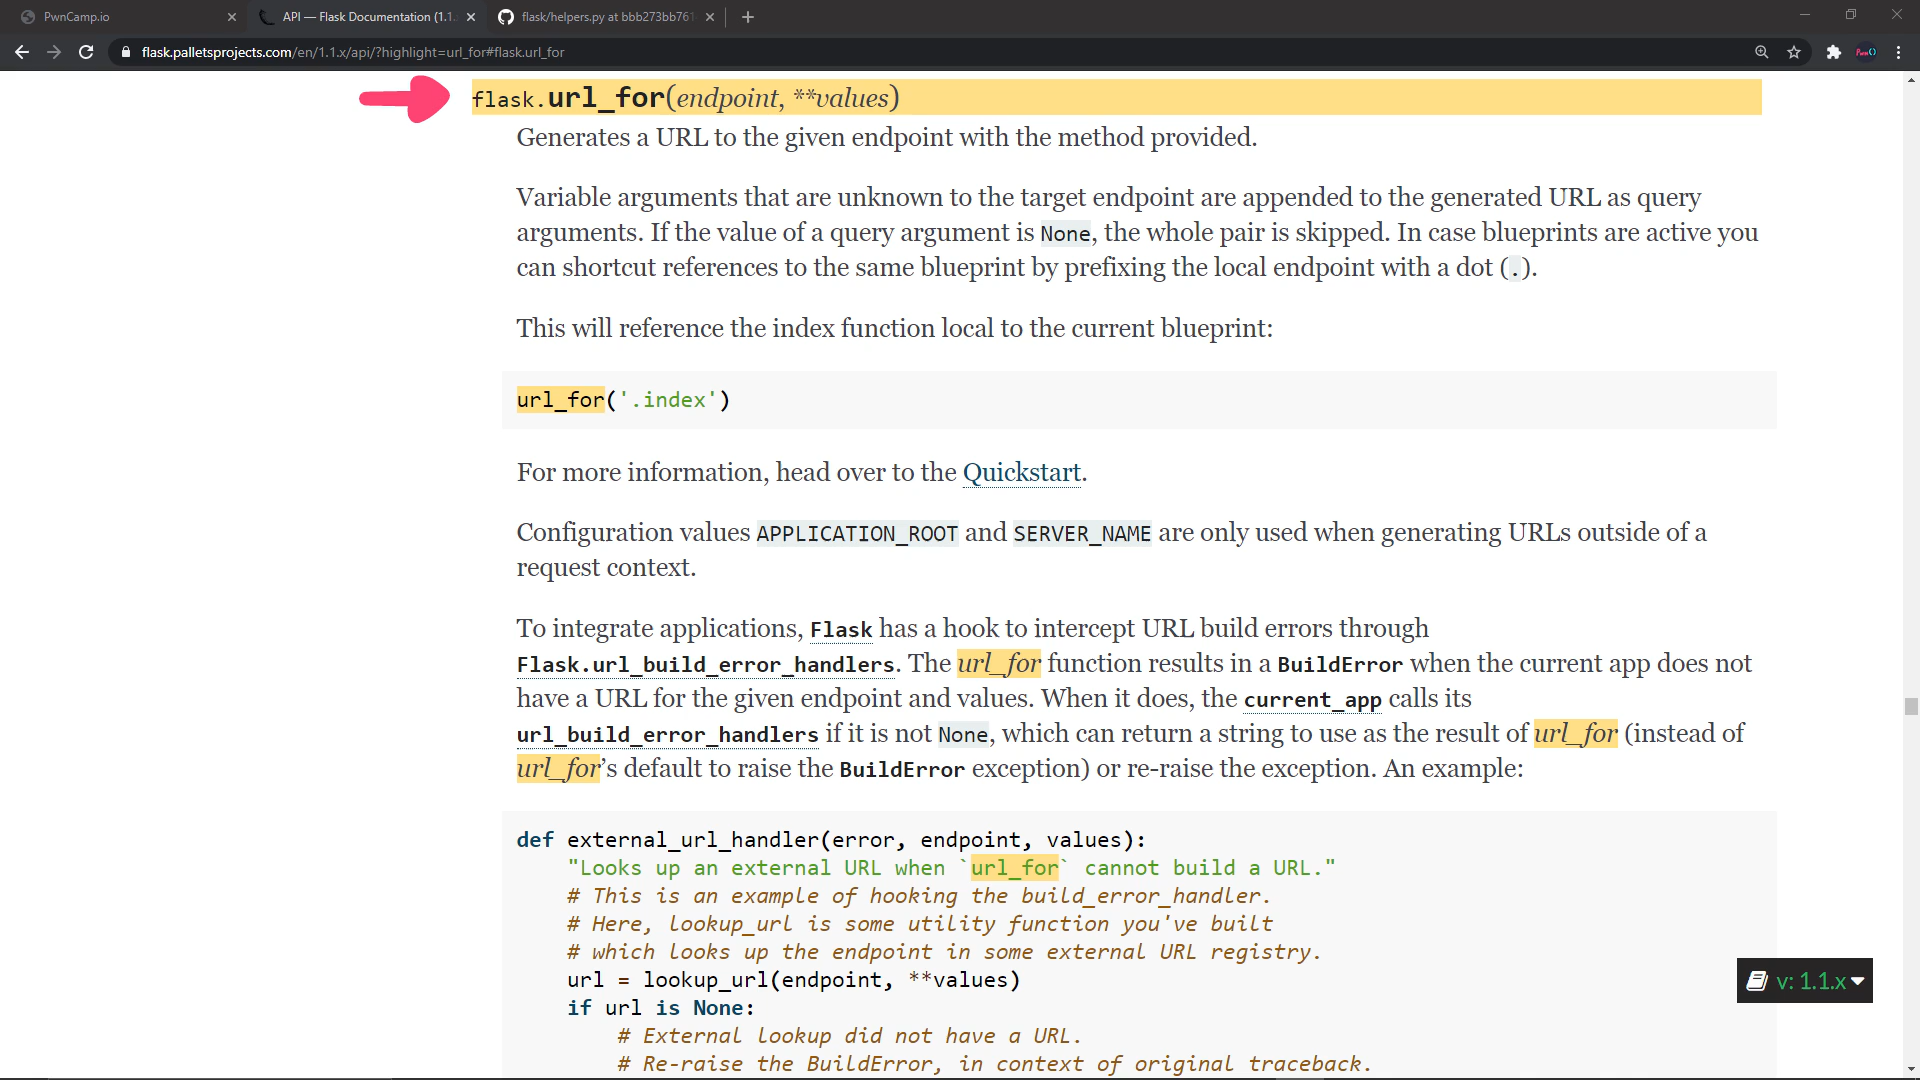 PwnCamp.io
API — Flask Documentation (1.1.
flask/helpers.py at bbb273bb761
flask.palletsprojects.com/en/1.1.x/api/?highlight=url_for#flask.url_for
flask.url_for(endpoint, **values)
Generates a URL to the given endpoint with the method provided.
Variable arguments that are unknown to the target endpoint are appended to the generated URL as query
arguments. If the value of a query argument is None, the whole pair is skipped. In case blueprints are active you
can shortcut references to the same blueprint by prefixing the local endpoint with a dot (.).
This will reference the index function local to the current blueprint:
url_for('.index')
For more information, head over to the Quickstart.
Configuration values APPLICATION_ROOT and SERVER_NAME are only used when generating URLs outside of a
request context.
To integrate applications, Flask has a hook to intercept URL build errors through
Flask.url_build_error_handlers. The url_for function results in a BuildError when the current app does not
have a URL for the given endpoint and values. When it does, the current_app calls its
url_build_error_handlers if it is not None, which can return a string to use as the result of url_for (instead of
url_for’s default to raise the BuildError exception) or re-raise the exception. An example:
def external_url_handler(error, endpoint, values):
"Looks up an external URL when `url_for` cannot build a URL."
# This is an example of hooking the build_error_handler.
# Here, lookup_url is some utility function you've built
# which looks up the endpoint in some external URL registry.
url = lookup_url(endpoint, **values)
if url is None:
# External lookup did not have a URL.
# Re-raise the BuildError, in context of original traceback.
v: 1.1.x